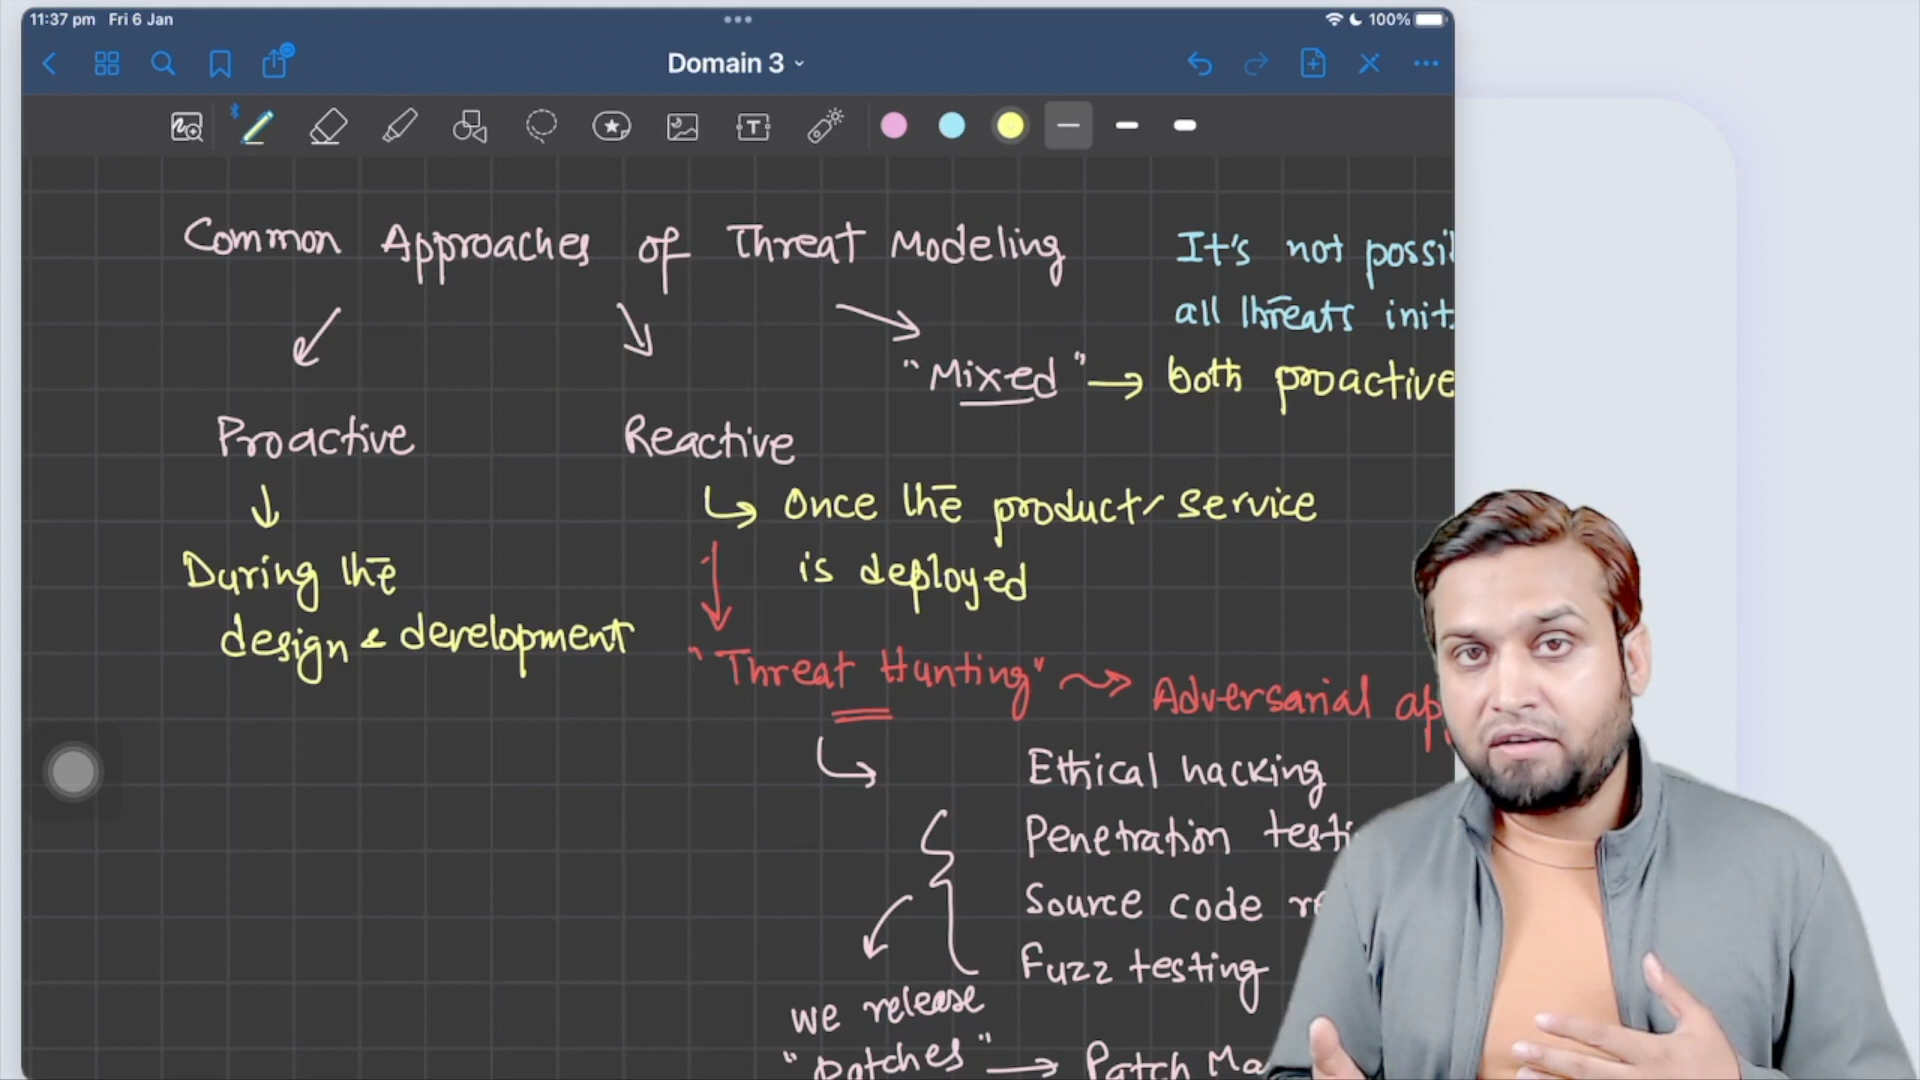 11:37 pm Fri 6 Jan
100%
Domain 3
Common Approaches of Threat Modeling
It's not possi
all threats init
"Mixed" → both proactive
Proactive
Reactive
Once the product/service
is deployed
During the
design & development
"Threat Hunting" Adversarial ap
Ethical hacking
Penetration testi
Source code re
Fuzz testing
we release
"Patches" → Patch Ma